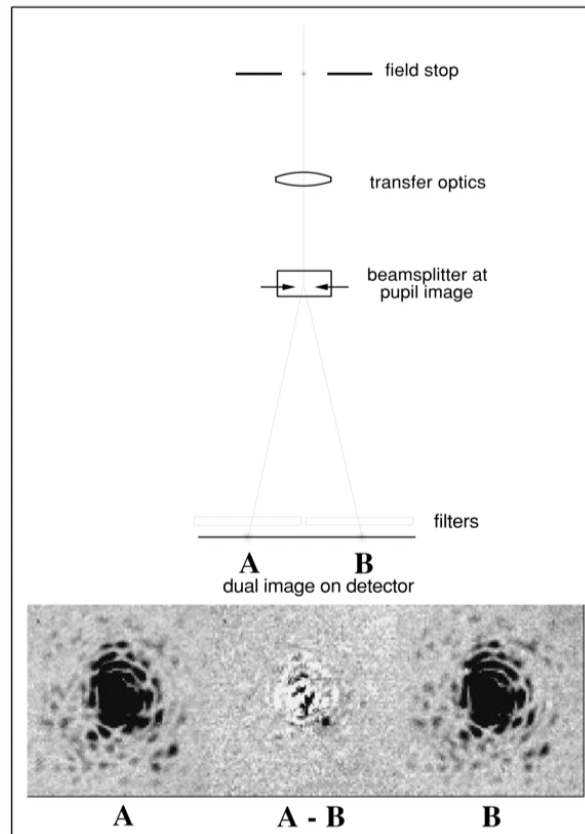 field stop
transfer optics
beamsplitter at
pupil image
filters
A B
dual image on detector
A A - B B